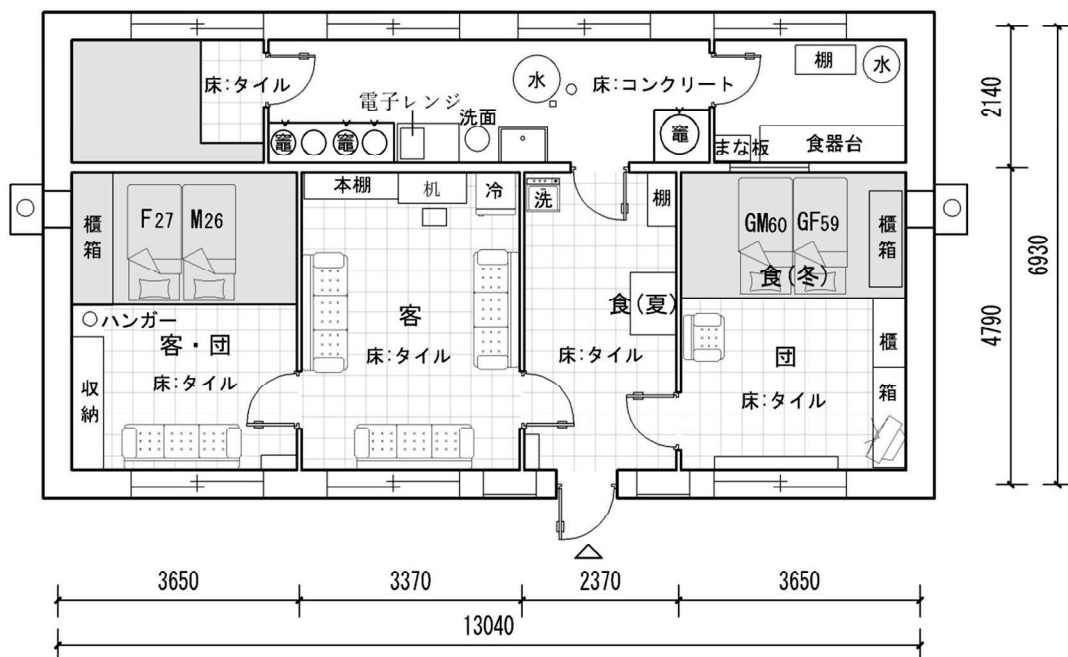 棚
水
水
床:タイル
床:コンクリート
電子レンジ
洗面
竈
竈
竈
まな板
食器台
2140
本棚
机
冷
洗
棚
櫃箱
F27
M26
GM60
GF59
櫃箱
食(冬)
6930
ハンガー
客・団
客
食(夏)
4790
床:タイル
床:タイル
床:タイル
団
櫃
収納
床:タイル
箱
3650
3370
2370
3650
13040